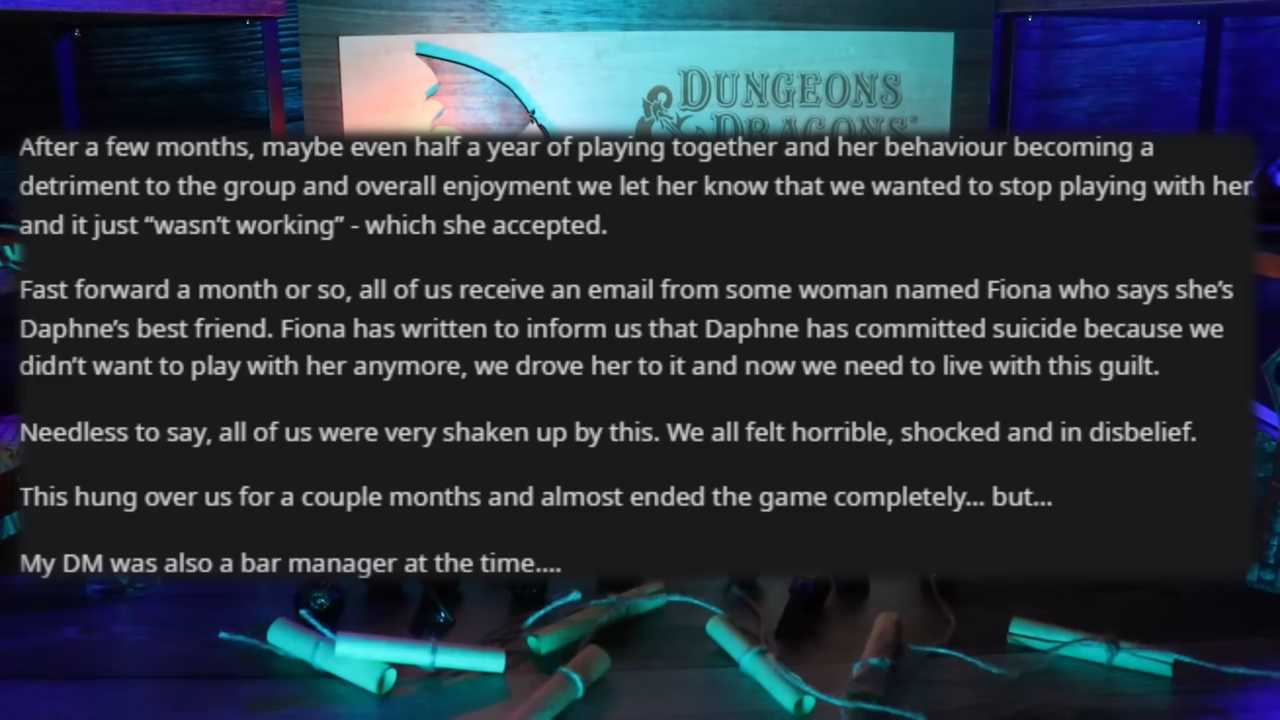 DUNGEONS
& DRAGONS®
After a few months, maybe even half a year of playing together and her behaviour becoming a
detriment to the group and overall enjoyment we let her know that we wanted to stop playing with her
and it just “wasn’t working” - which she accepted.
Fast forward a month or so, all of us receive an email from some woman named Fiona who says she’s
Daphne’s best friend. Fiona has written to inform us that Daphne has committed suicide because we
didn’t want to play with her anymore, we drove her to it and now we need to live with this guilt.
Needless to say, all of us were very shaken up by this. We all felt horrible, shocked and in disbelief.
This hung over us for a couple months and almost ended the game completely... but...
My DM was also a bar manager at the time....